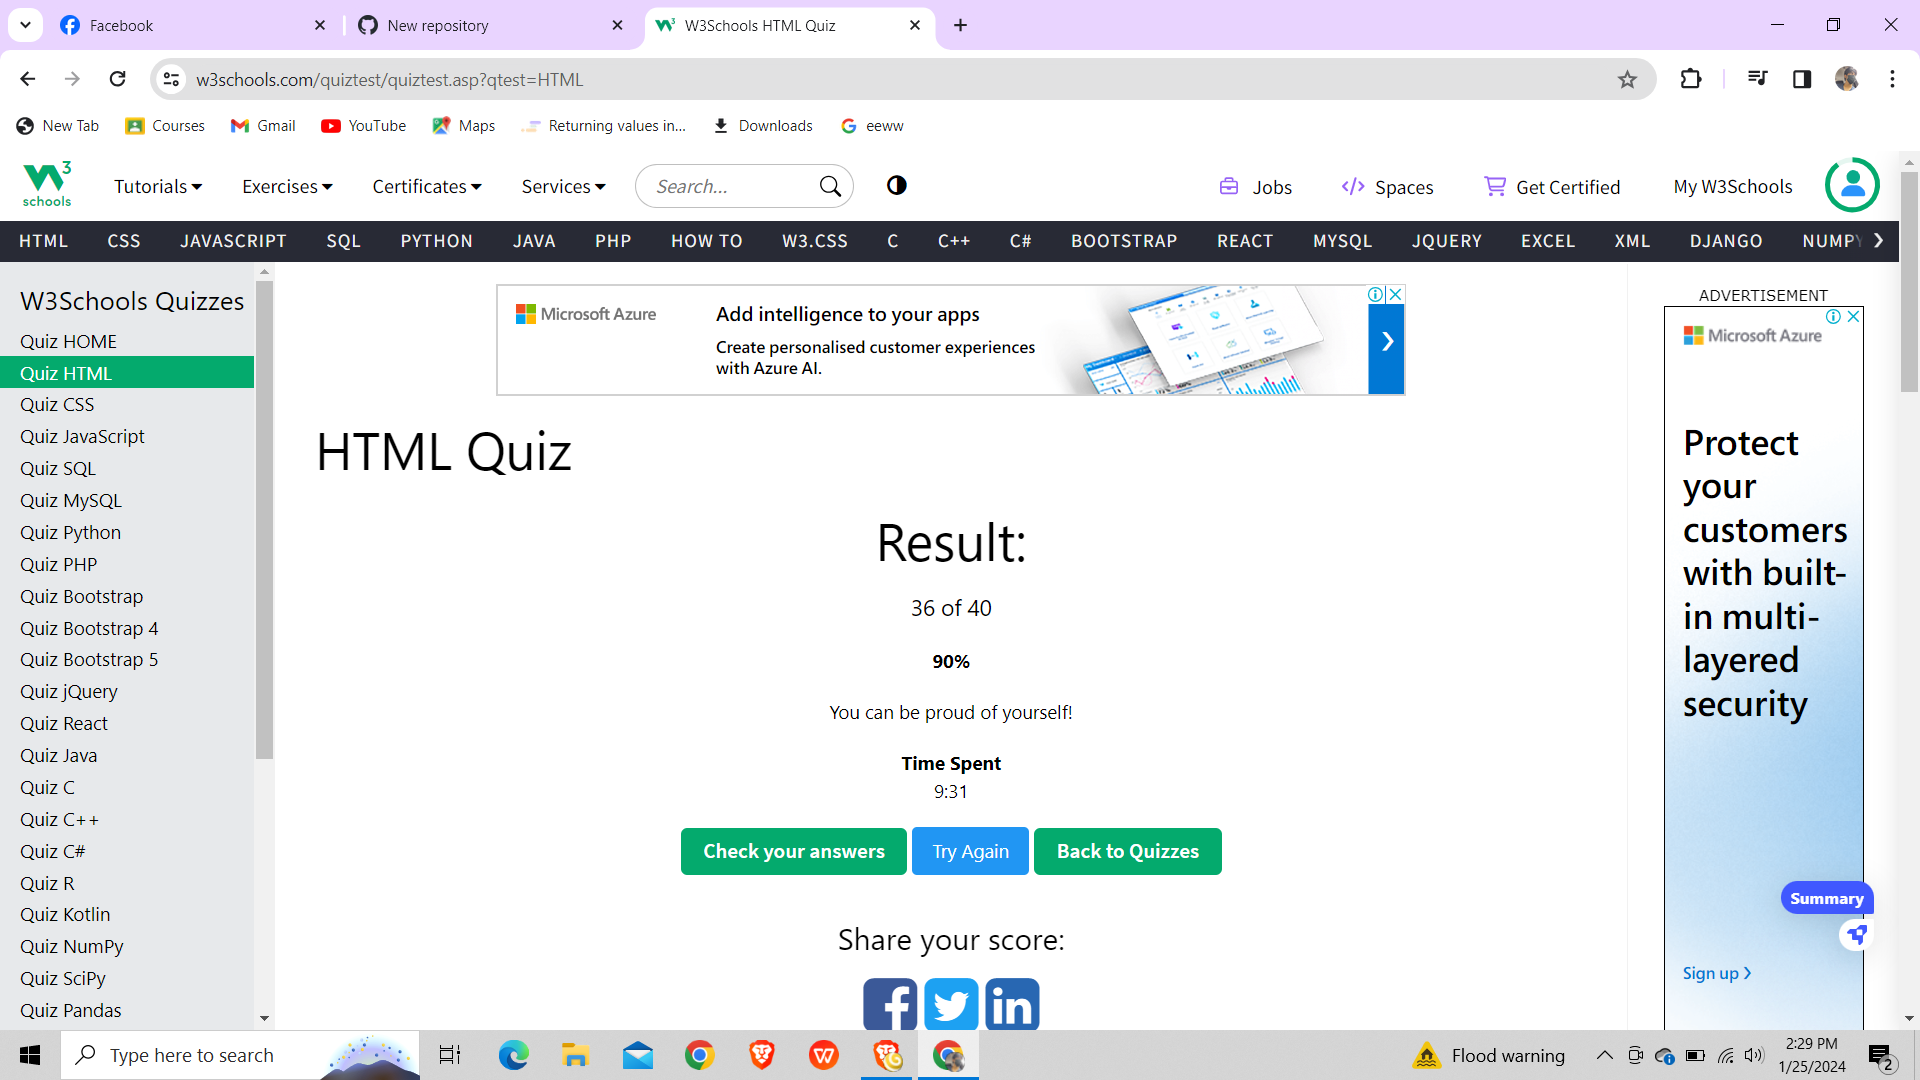 Facebook
New repository
W3Schools HTML Quiz
w3schools.com/quiztest/quiztest.asp?qtest=HTML
New Tab
Courses
Gmail
YouTube
Maps
Returning values in...
Downloads
eeww
W3
schools
Tutorials
Exercises
Certificates
Services
Search...
Jobs
Spaces
Get Certified
My W3Schools
HTML CSS JAVASCRIPT SQL PYTHON JAVA PHP HOW TO W3.CSS C C++ C# BOOTSTRAP REACT MYSQL JQUERY EXCEL XML DJANGO NUMPY
W3Schools Quizzes
Quiz HOME
Quiz HTML
Quiz CSS
Quiz JavaScript
Quiz SQL
Quiz MySQL
Quiz Python
Quiz PHP
Quiz Bootstrap
Quiz Bootstrap 4
Quiz Bootstrap 5
Quiz jQuery
Quiz React
Quiz Java
Quiz C
Quiz C++
Quiz C#
Quiz R
Quiz Kotlin
Quiz NumPy
Quiz SciPy
Quiz Pandas
Microsoft Azure
Add intelligence to your apps
Create personalised customer experiences
with Azure AI.
HTML Quiz
Result:
36 of 40
90%
You can be proud of yourself!
Time Spent
9:31
Check your answers
Try Again
Back to Quizzes
Share your score:
ADVERTISEMENT
Microsoft Azure
Protect
your
customers
with built-
in multi-
layered
security
Summary
Sign up
Type here to search
Flood warning
2:29 PM
1/25/2024
2